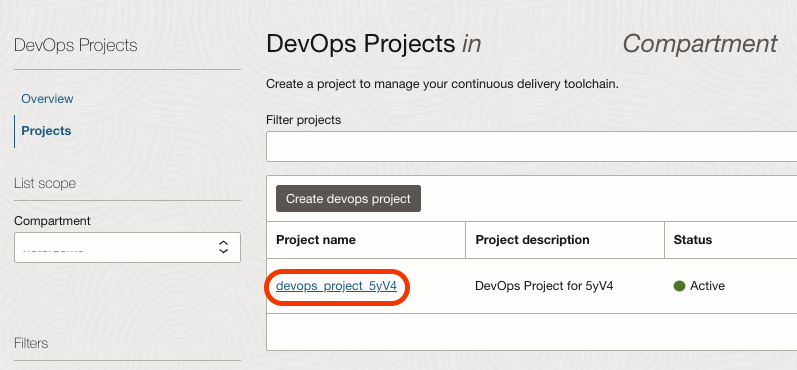 DevOps Projects
Overview
Projects
List scope
Compartment
Filters
DevOps Projects in Compartment
Create a project to manage your continuous delivery toolchain.
Filter projects
Create devops project
Project name Project description Status
devops_project_5yV4 DevOps Project for 5yV4 Active